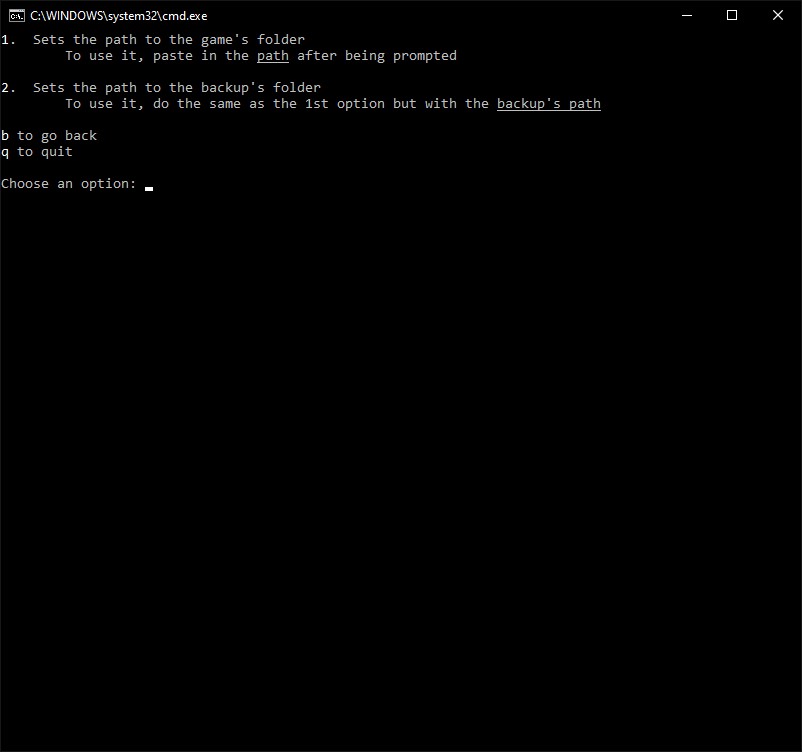 C:\WINDOWS\system32\cmd.exe
1.  Sets the path to the game's folder
To use it, paste in the path after being prompted
2.  Sets the path to the backup's folder
To use it, do the same as the 1st option but with the backup's path
b to go back
q to quit
Choose an option: